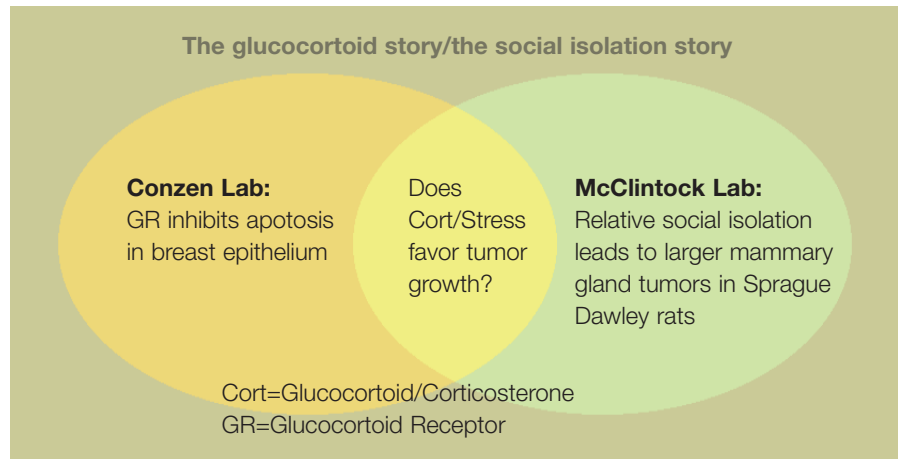 The glucocortoid story/the social isolation story
Conzen Lab:
GR inhibits apotosis
in breast epithelium
Does
Cort/Stress
favor tumor
growth?
McClintock Lab:
Relative social isolation
leads to larger mammary
gland tumors in Sprague
Dawley rats
Cort=Glucocortoid/Corticosterone
GR=Glucocortoid Receptor